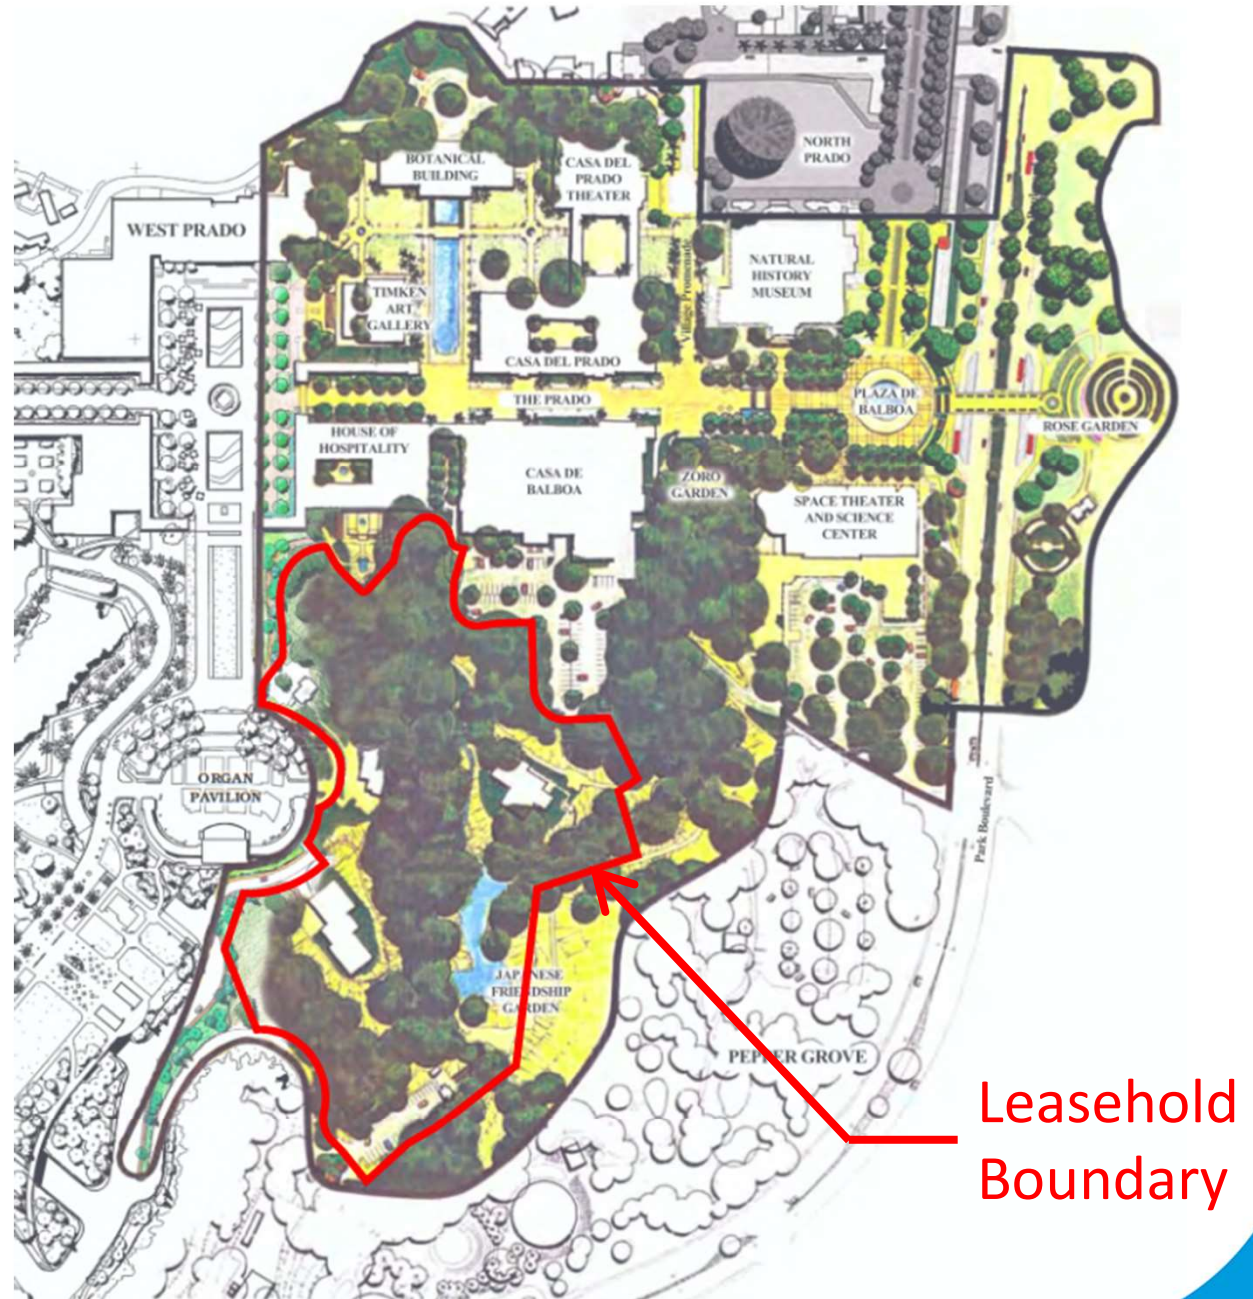 NORTH
PRADO
BOTANICAL
BUILDING
CASA DEL
PRADO
THEATER
WEST PRADO
NATURAL
HISTORY
MUSEUM
Village Promenade
TIMKEN
ART
GALLERY
CASA DEL PRADO
THE PRADO
PLAZA DE
BALBOA
ROSE GARDEN
HOUSE OF
HOSPITALITY
CASA DE
BALBOA
ZORO
GARDEN
SPACE THEATER
AND SCIENCE
CENTER
ORGAN
PAVILION
Park Boulevard
JAPANESE
FRIENDSHIP
GARDEN
PEPPER GROVE
Leasehold
Boundary